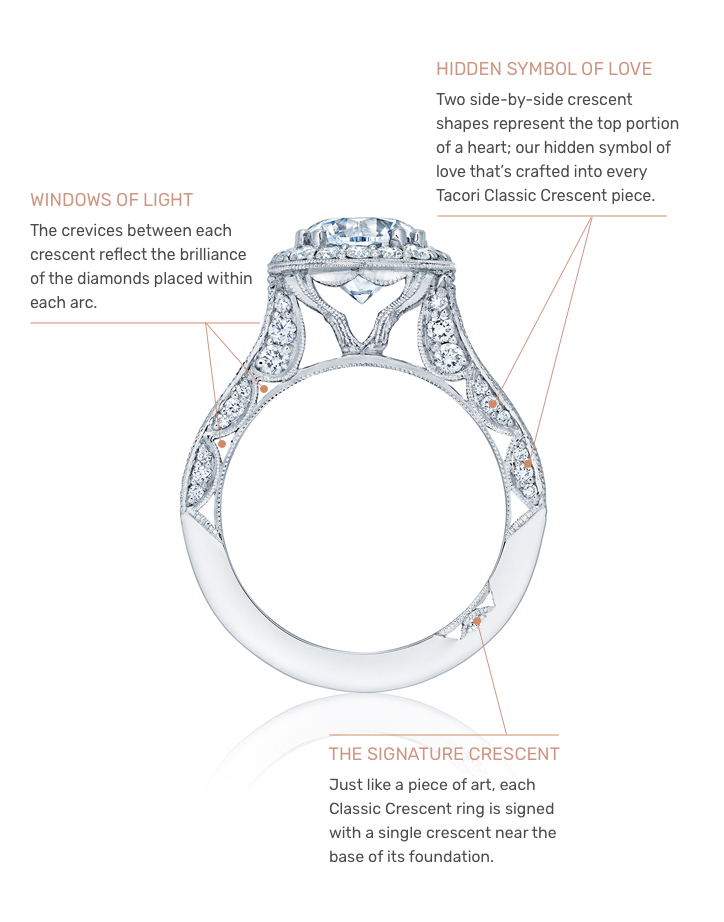 HIDDEN SYMBOL OF LOVE
Two side-by-side crescent
shapes represent the top portion
of a heart; our hidden symbol of
love that’s crafted into every
Tacori Classic Crescent piece.
WINDOWS OF LIGHT
The crevices between each
crescent reflect the brilliance
of the diamonds placed within
each arc.
THE SIGNATURE CRESCENT
Just like a piece of art, each
Classic Crescent ring is signed
with a single crescent near the
base of its foundation.